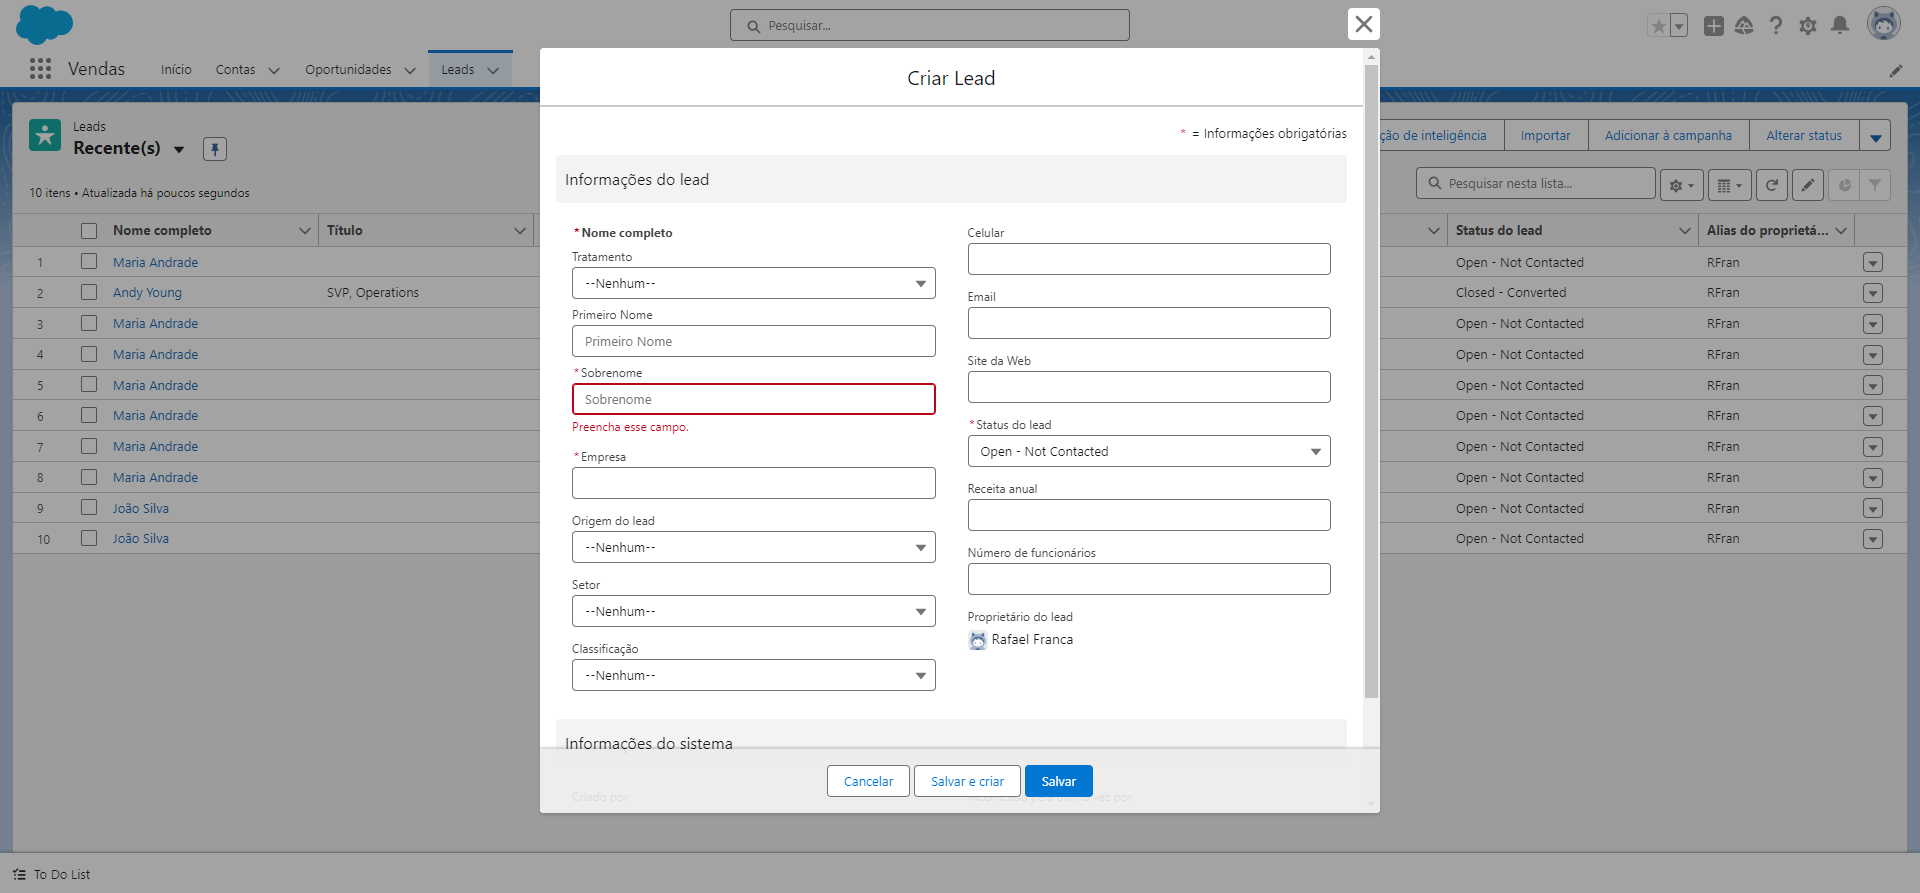 Pesquisar...
Vendas
Início
Contas
Oportunidades
Leads
Leads
Recente(s)
10 itens • Atualizada há poucos segundos
ção de inteligência
Importar
Adicionar à campanha
Alterar status
Pesquisar nesta lista...
Nome completo
Título
Status do lead
Alias do proprietá...
1 Maria Andrade Open - Not Contacted RFran
2 Andy Young SVP, Operations Closed - Converted RFran
3 Maria Andrade Open - Not Contacted RFran
4 Maria Andrade Open - Not Contacted RFran
5 Maria Andrade Open - Not Contacted RFran
6 Maria Andrade Open - Not Contacted RFran
7 Maria Andrade Open - Not Contacted RFran
8 Maria Andrade Open - Not Contacted RFran
9 João Silva Open - Not Contacted RFran
10 João Silva Open - Not Contacted RFran
Criar Lead
* = Informações obrigatórias
Informações do lead
*Nome completo
Tratamento
--Nenhum--
Primeiro Nome
Primeiro Nome
*Sobrenome
Sobrenome
Preencha esse campo.
*Empresa
Origem do lead
--Nenhum--
Setor
--Nenhum--
Classificação
--Nenhum--
Celular
Email
Site da Web
*Status do lead
Open - Not Contacted
Receita anual
Número de funcionários
Proprietário do lead
Rafael Franca
Informações do sistema
Criado por
Cancelar
Salvar e criar
Salvar
To Do List